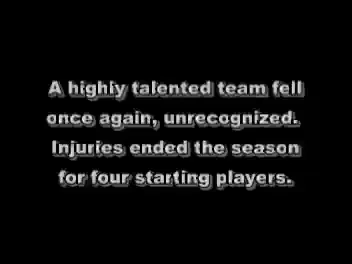 A highly talented team fell
once again, unrecognized.
Injuries ended the season
for four starting players.